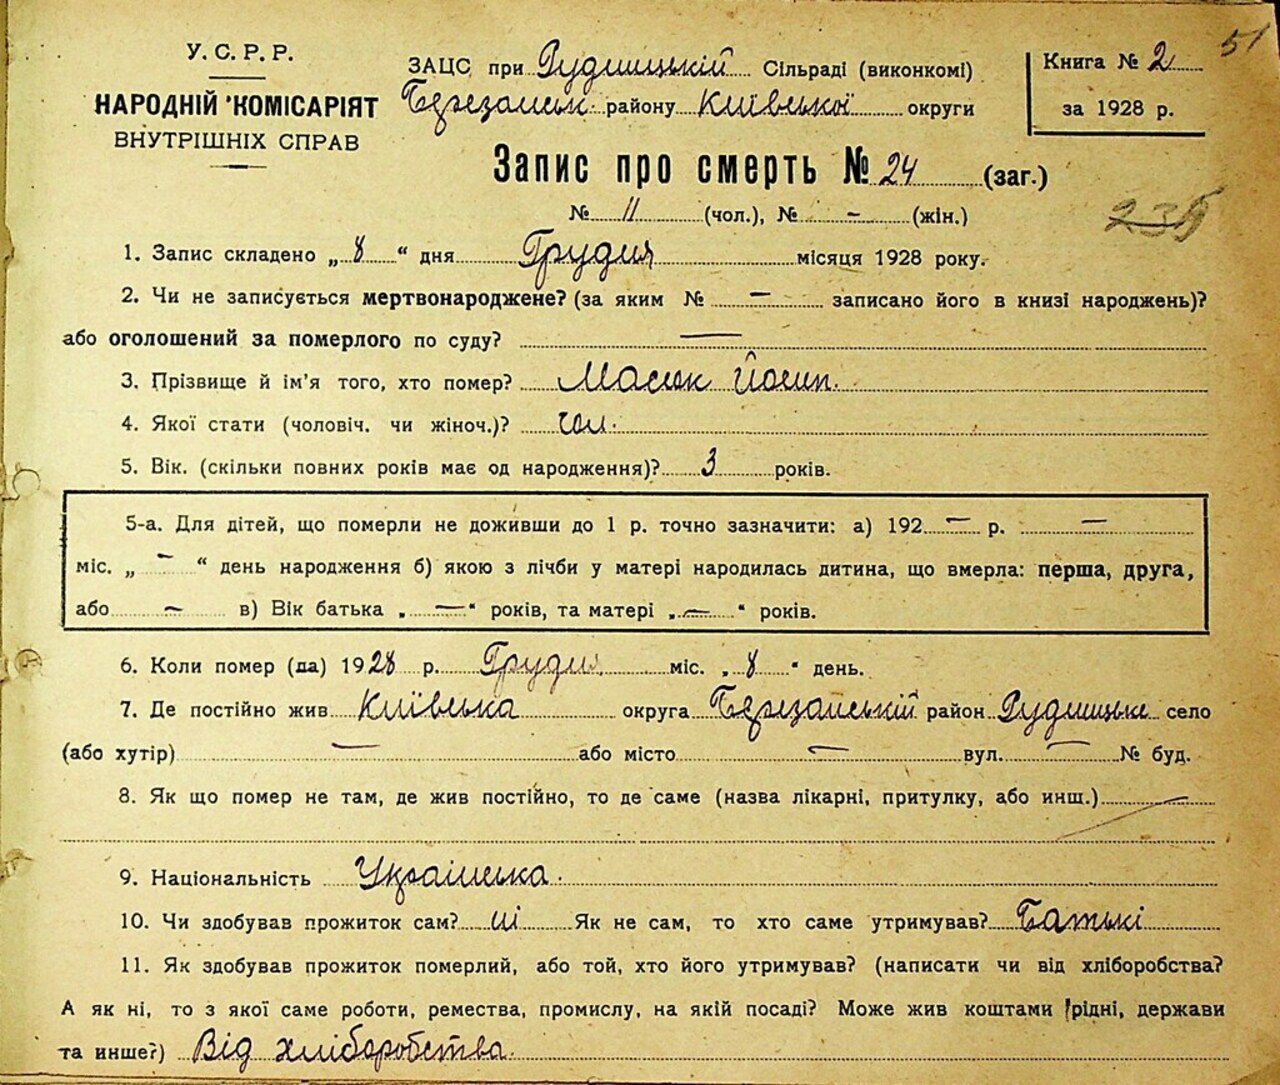 51
У. С. Р. Р.
НАРОДНІЙ КОМІСАРІЯТ
ВНУТРІШНІХ СПРАВ
ЗАЦС при Рудницькій Сільраді (виконкомі)
Березанськ. району Київської округи
Книга № 2
за 1928 р.
Запис про смерть № 24 (заг.)
№ 11 (чол.), № – (жін.)
235
1. Запис складено „ 8 “ дня Грудня місяця 1928 року.
2. Чи не записується мертвонароджене? (за яким № – записано його в книзі народжень)?
або оголошений за померлого по суду? —
3. Прізвище й ім'я того, хто помер? Масюк Йосип.
4. Якої стати (чоловіч. чи жіноч.)? чол.
5. Вік. (скільки повних років має од народження)? 3 років.
5-а. Для дітей, що померли не доживши до 1 р. точно зазначити: а) 192 – р. –
міс. „ – “ день народження б) якою з лічби у матері народилась дитина, що вмерла: перша, друга,
або – в) Вік батька „ — “ років, та матері „ — “ років.
6. Коли помер (ла) 1928 р. Грудня міс. „ 8 “ день.
7. Де постійно жив Київська округа Березанський район Рудницьке село
(або хутір) — або місто — вул. — № буд.
8. Як що помер не там, де жив постійно, то де саме (назва лікарні, притулку, або инш.) —
9. Національність Українська.
10. Чи здобував прожиток сам? ні Як не сам, то хто саме утримував? Батькі
11. Як здобував прожиток померлий, або той, хто його утримував? (написати чи від хліборобства?
А як ні, то з якої саме роботи, ремества, промислу, на якій посаді? Може жив коштами рідні, держави
та инше?) Від хліборобства.